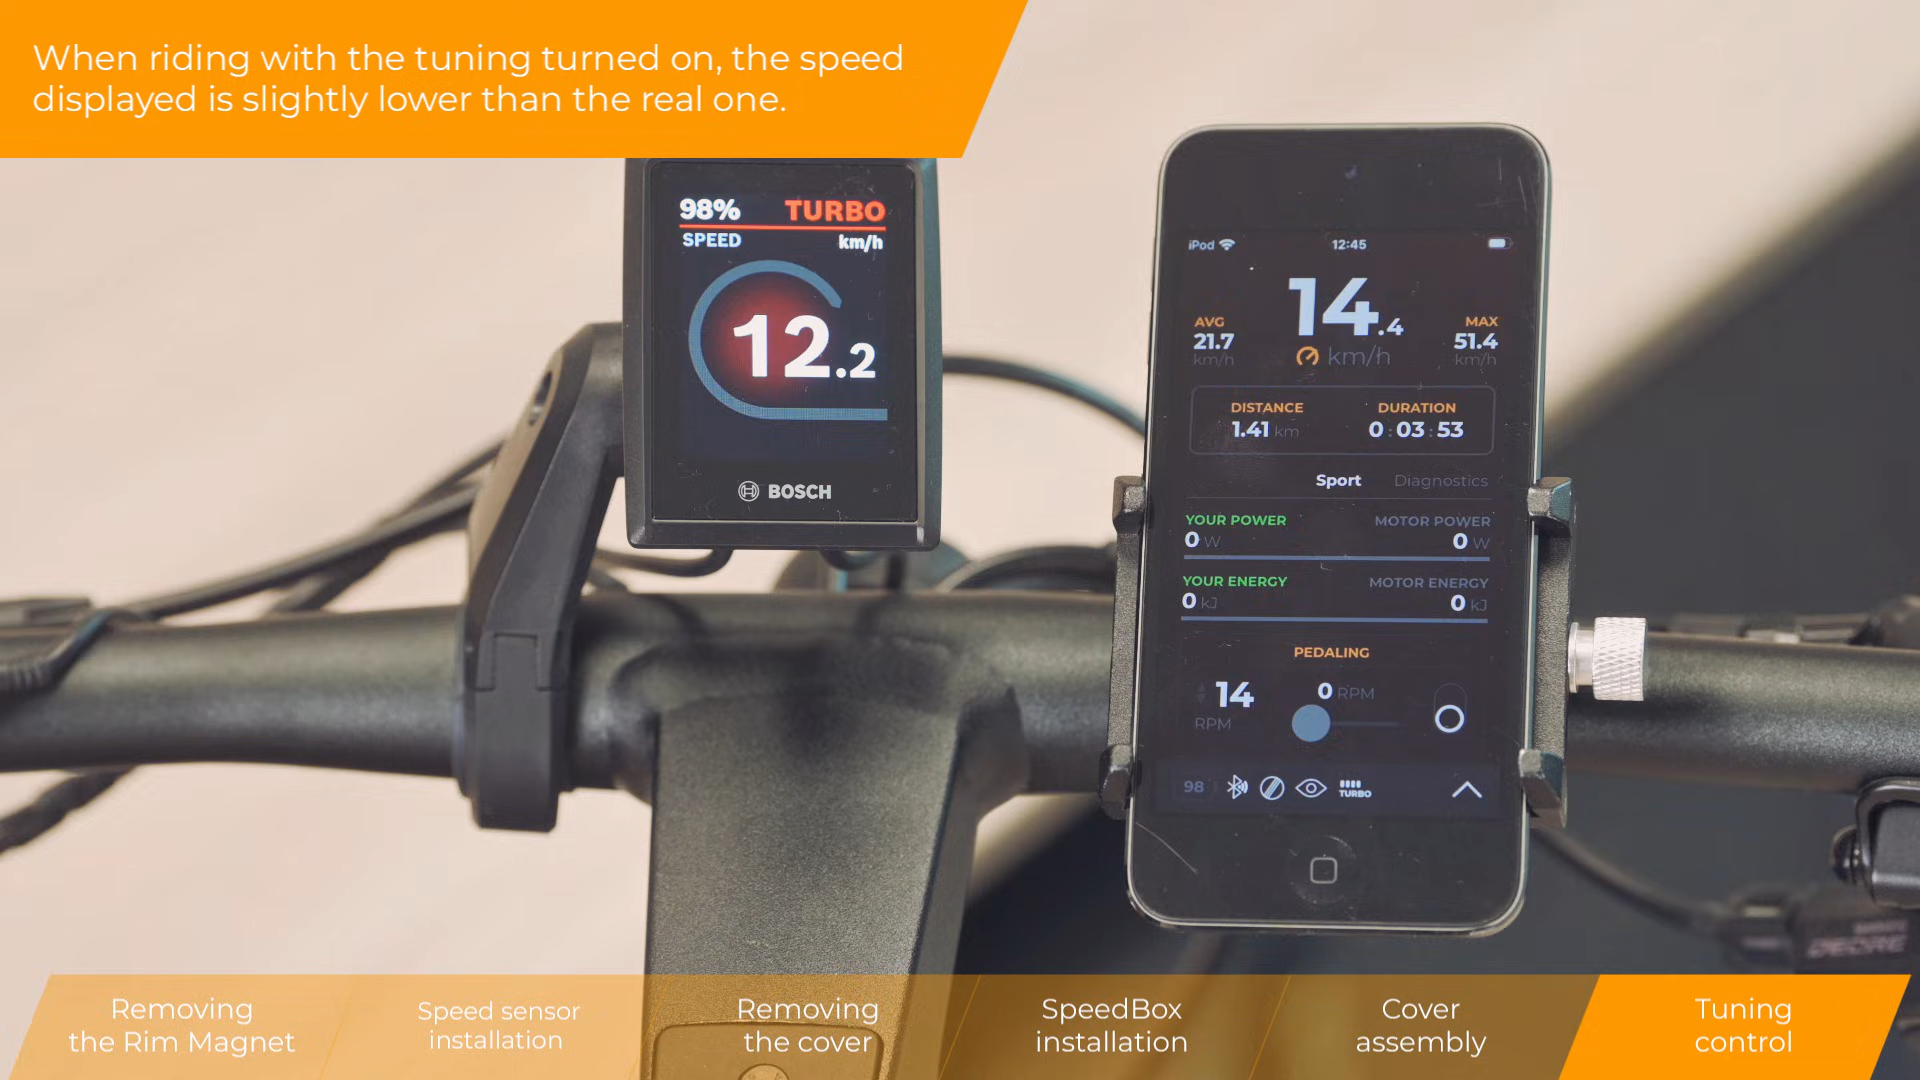 When riding with the tuning turned on, the speed
displayed is slightly lower than the real one.
98% TURBO
SPEED km/h
12.2
BOSCH
iPod 12:45
14.4
km/h
AVG
21.7
km/h
MAX
51.4
km/h
DISTANCE DURATION
1.41 km 0:03:53
Sport Diagnostics
YOUR POWER MOTOR POWER
0 W 0 W
YOUR ENERGY MOTOR ENERGY
0 kJ 0 kJ
PEDALING
14
RPM
0 RPM
98 TURBO
DEORE
Removing
the Rim Magnet
Speed sensor
installation
Removing
the cover
SpeedBox
installation
Cover
assembly
Tuning
control